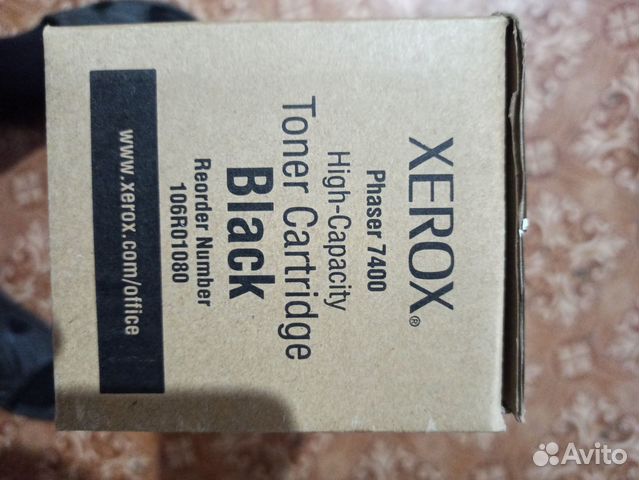 XEROX®
Phaser 7400
High-Capacity
Toner Cartridge
Black
Reorder Number
106R01080
www.xerox.com/office
Avito